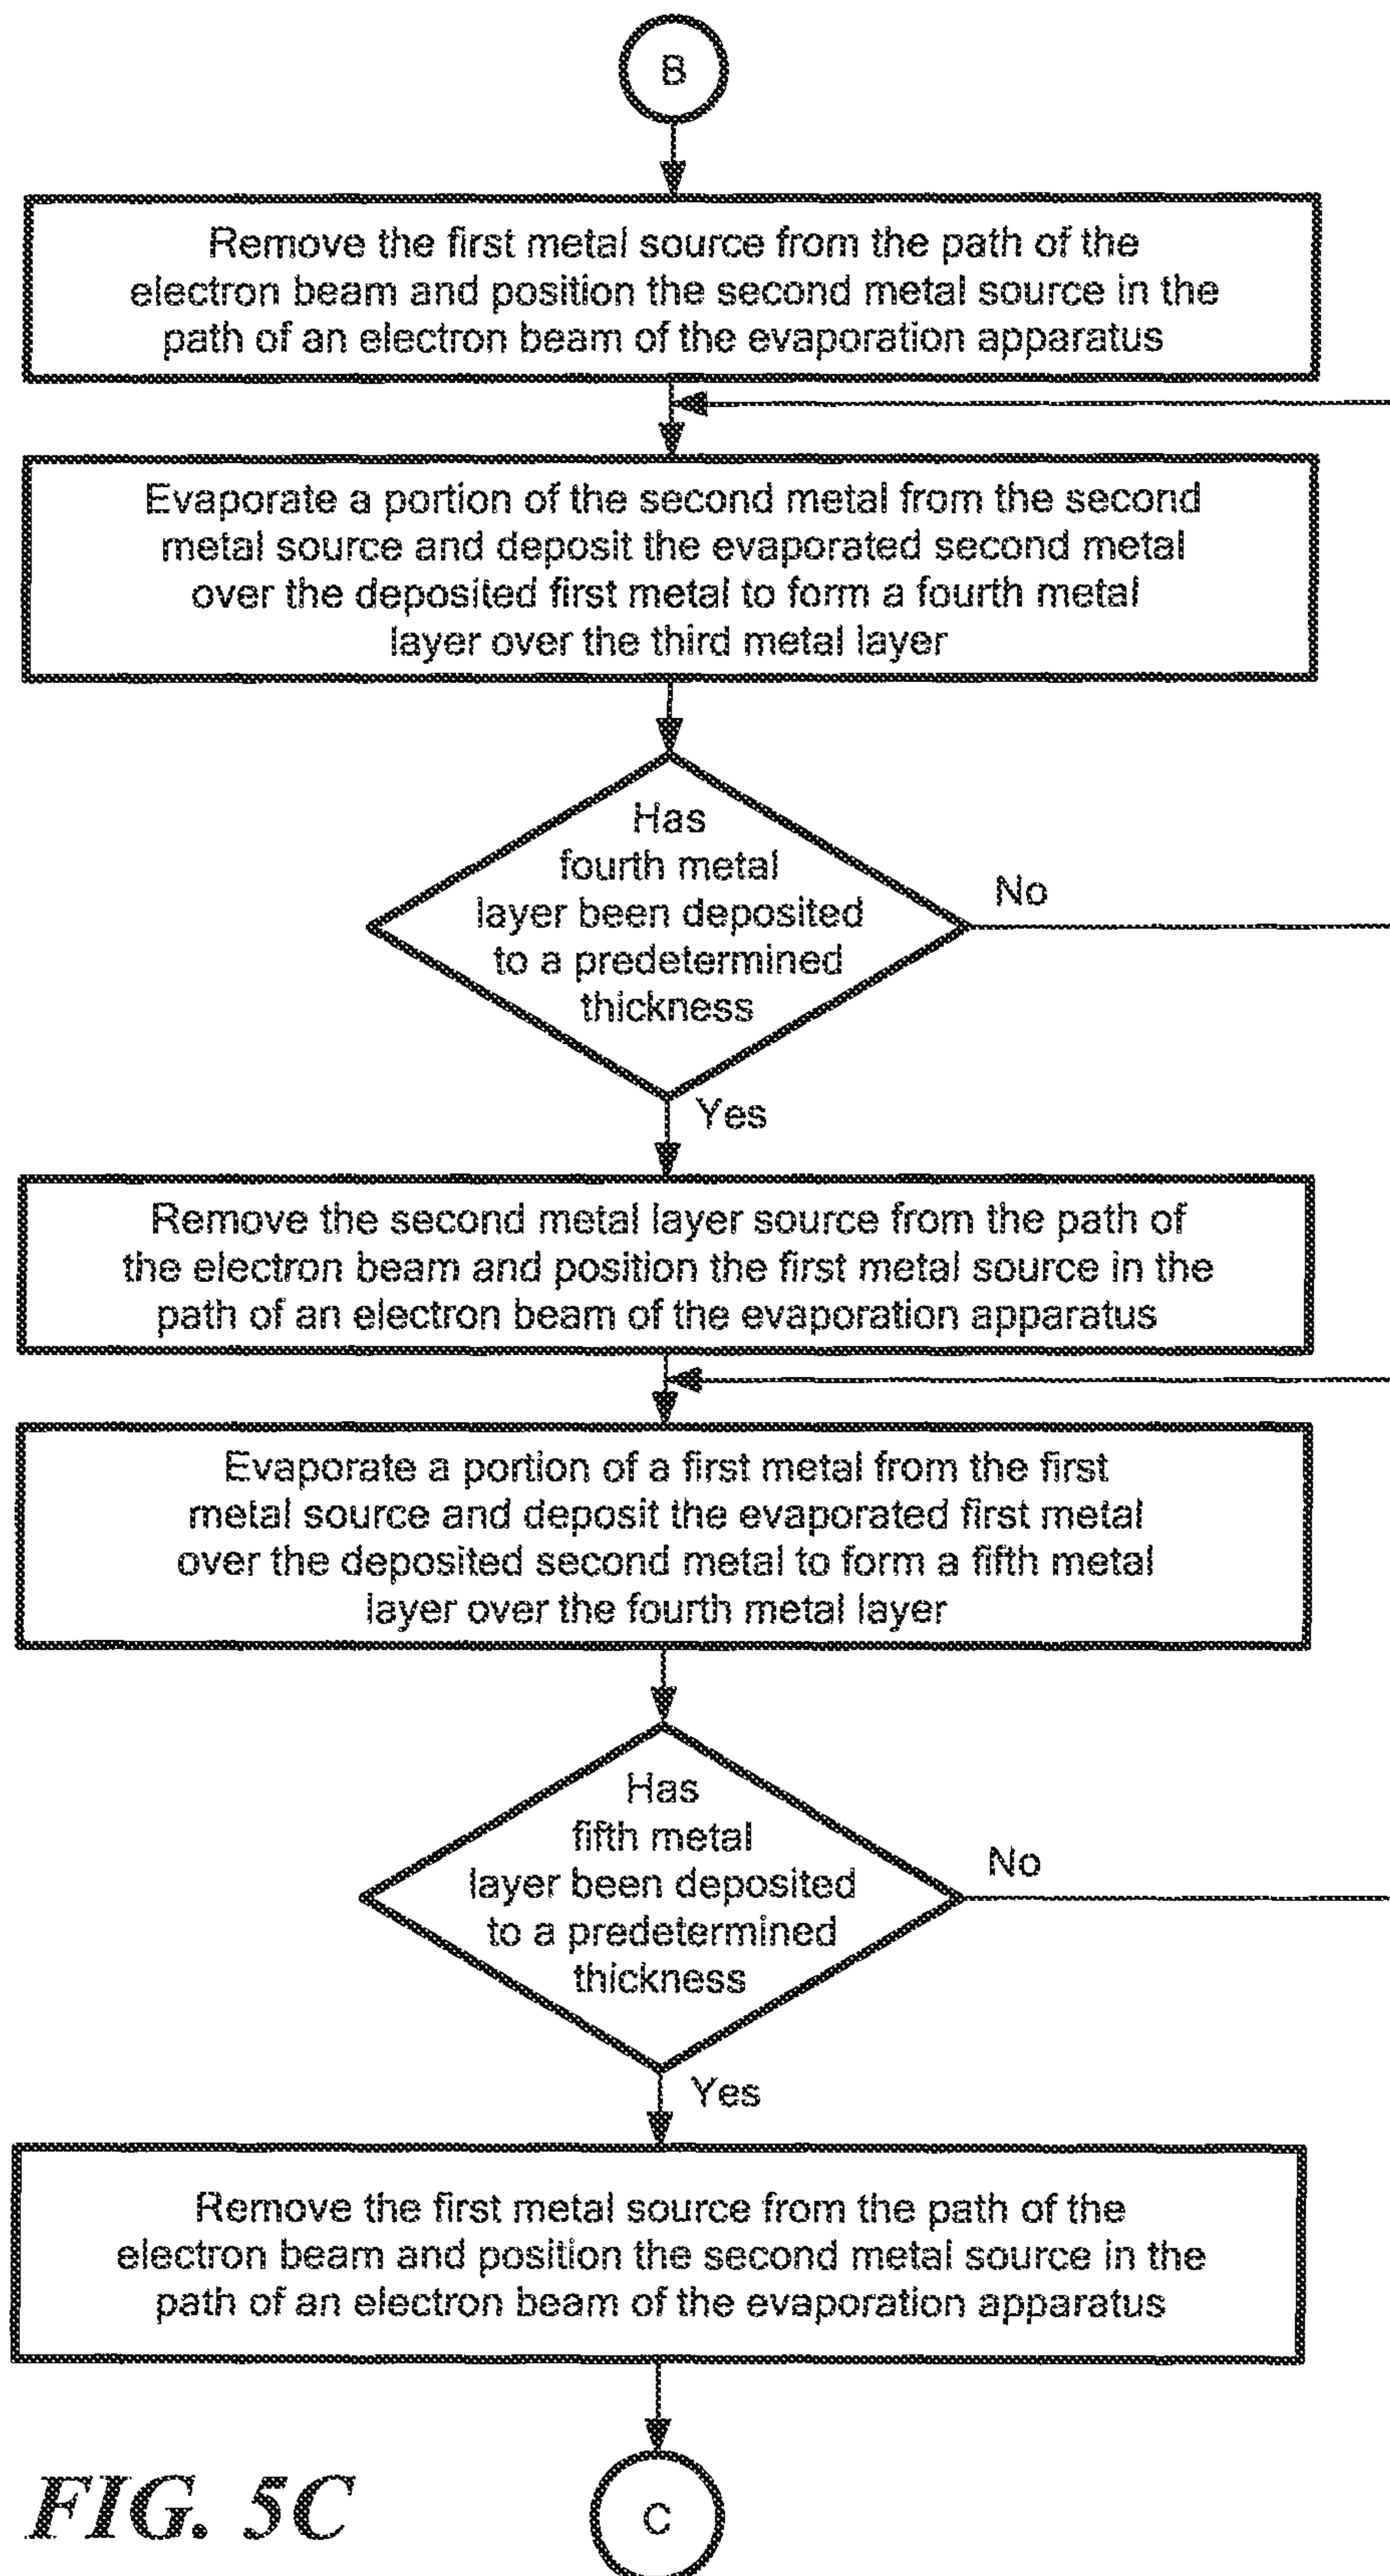 B
Remove the first metal source from the path of the
electron beam and position the second metal source in the
path of an electron beam of the evaporation apparatus
Evaporate a portion of the second metal from the second
metal source and deposit the evaporated second metal
over the deposited first metal to form a fourth metal
layer over the third metal layer
Has
fourth metal
layer been deposited
to a predetermined
thickness
No
Yes
Remove the second metal layer source from the path of
the electron beam and position the first metal source in the
path of an electron beam of the evaporation apparatus
Evaporate a portion of a first metal from the first
metal source and deposit the evaporated first metal
over the deposited second metal to form a fifth metal
layer over the fourth metal layer
Has
fifth metal
layer been deposited
to a predetermined
thickness
No
Yes
Remove the first metal source from the path of the
electron beam and position the second metal source in the
path of an electron beam of the evaporation apparatus
FIG. 5C
C